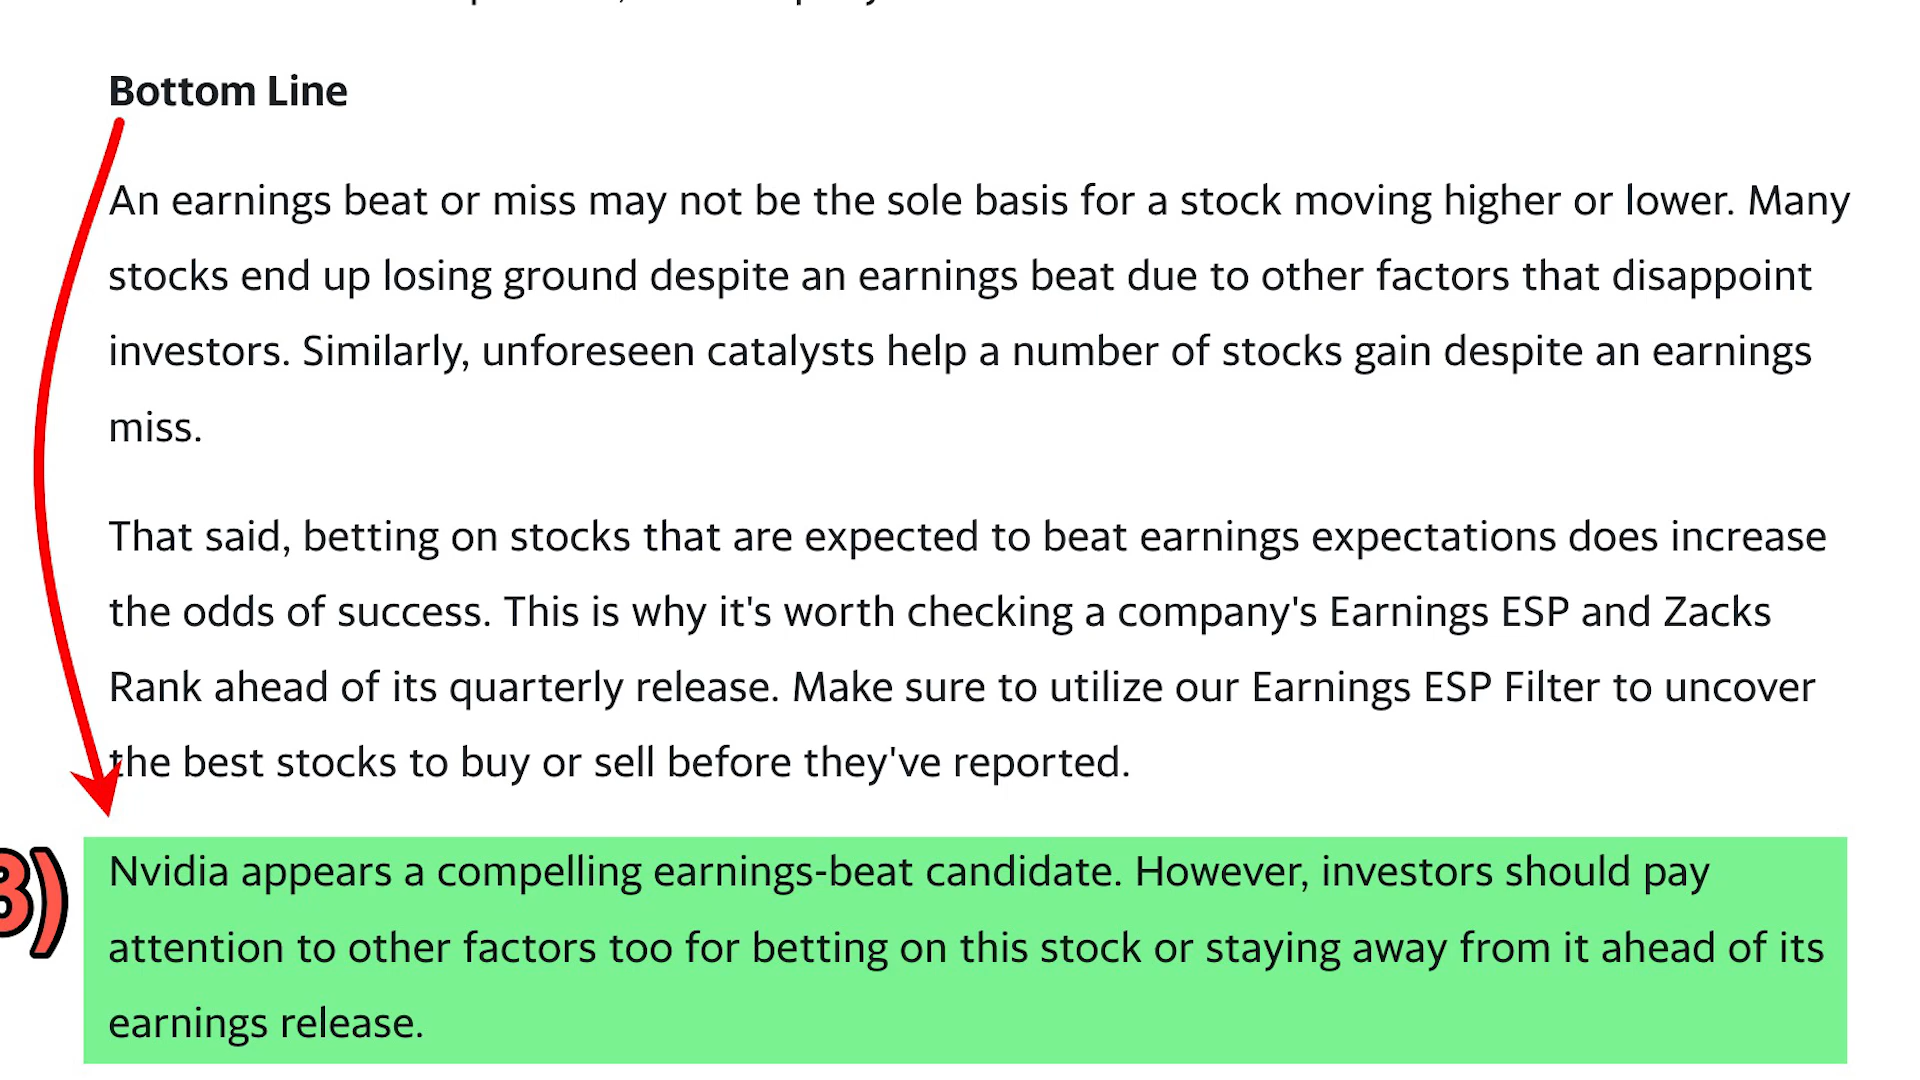 Bottom Line
An earnings beat or miss may not be the sole basis for a stock moving higher or lower. Many
stocks end up losing ground despite an earnings beat due to other factors that disappoint
investors. Similarly, unforeseen catalysts help a number of stocks gain despite an earnings
miss.
That said, betting on stocks that are expected to beat earnings expectations does increase
the odds of success. This is why it's worth checking a company's Earnings ESP and Zacks
Rank ahead of its quarterly release. Make sure to utilize our Earnings ESP Filter to uncover
the best stocks to buy or sell before they've reported.
3)
Nvidia appears a compelling earnings-beat candidate. However, investors should pay
attention to other factors too for betting on this stock or staying away from it ahead of its
earnings release.